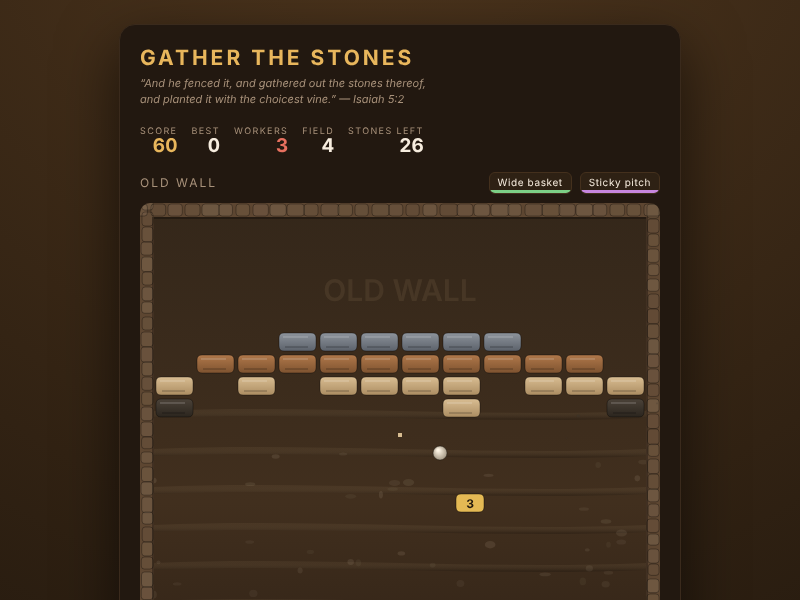 GATHER THE STONES
“And he fenced it, and gathered out the stones thereof,
and planted it with the choicest vine.” — Isaiah 5:2
SCORE BEST WORKERS FIELD STONES LEFT
60 0 3 4 26
OLD WALL Wide basket Sticky pitch
OLD WALL
3